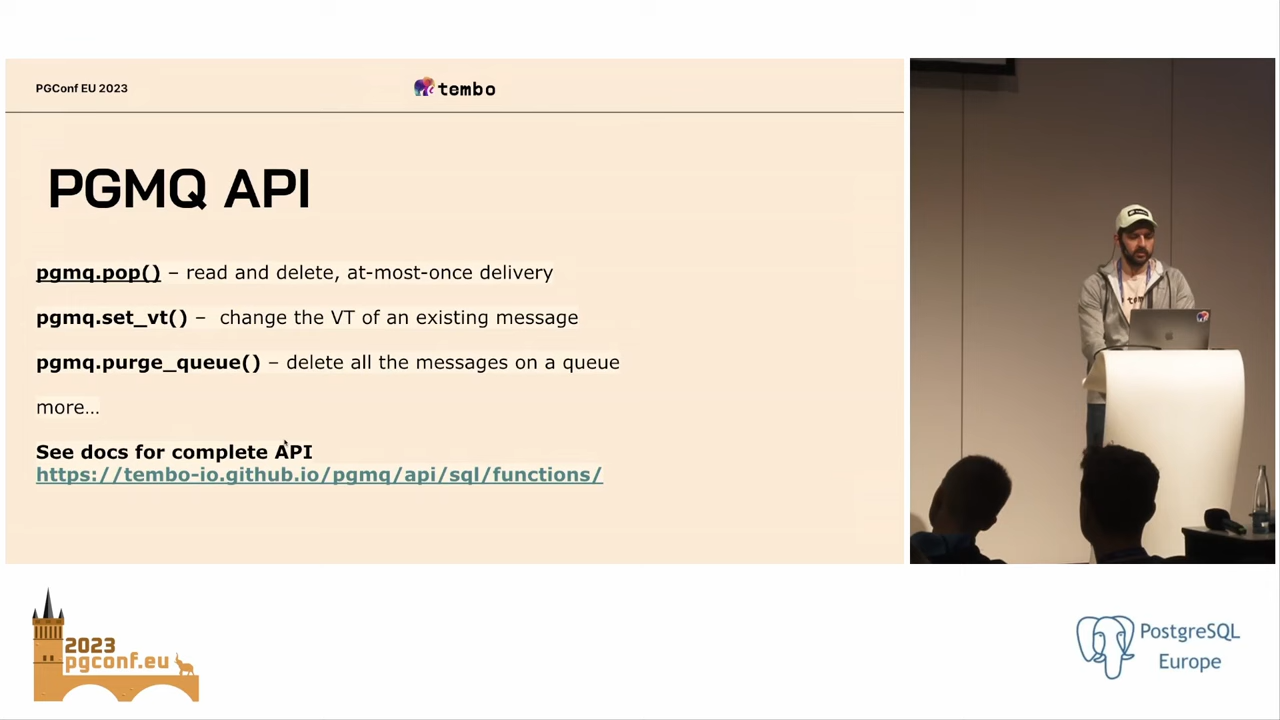 PGConf EU 2023
tembo
PGMQ API
pgmq.pop() – read and delete, at-most-once delivery
pgmq.set_vt() – change the VT of an existing message
pgmq.purge_queue() – delete all the messages on a queue
more...
See docs for complete API
https://tembo-io.github.io/pgmq/api/sql/functions/
2023
pgconf.eu
PostgreSQL
Europe